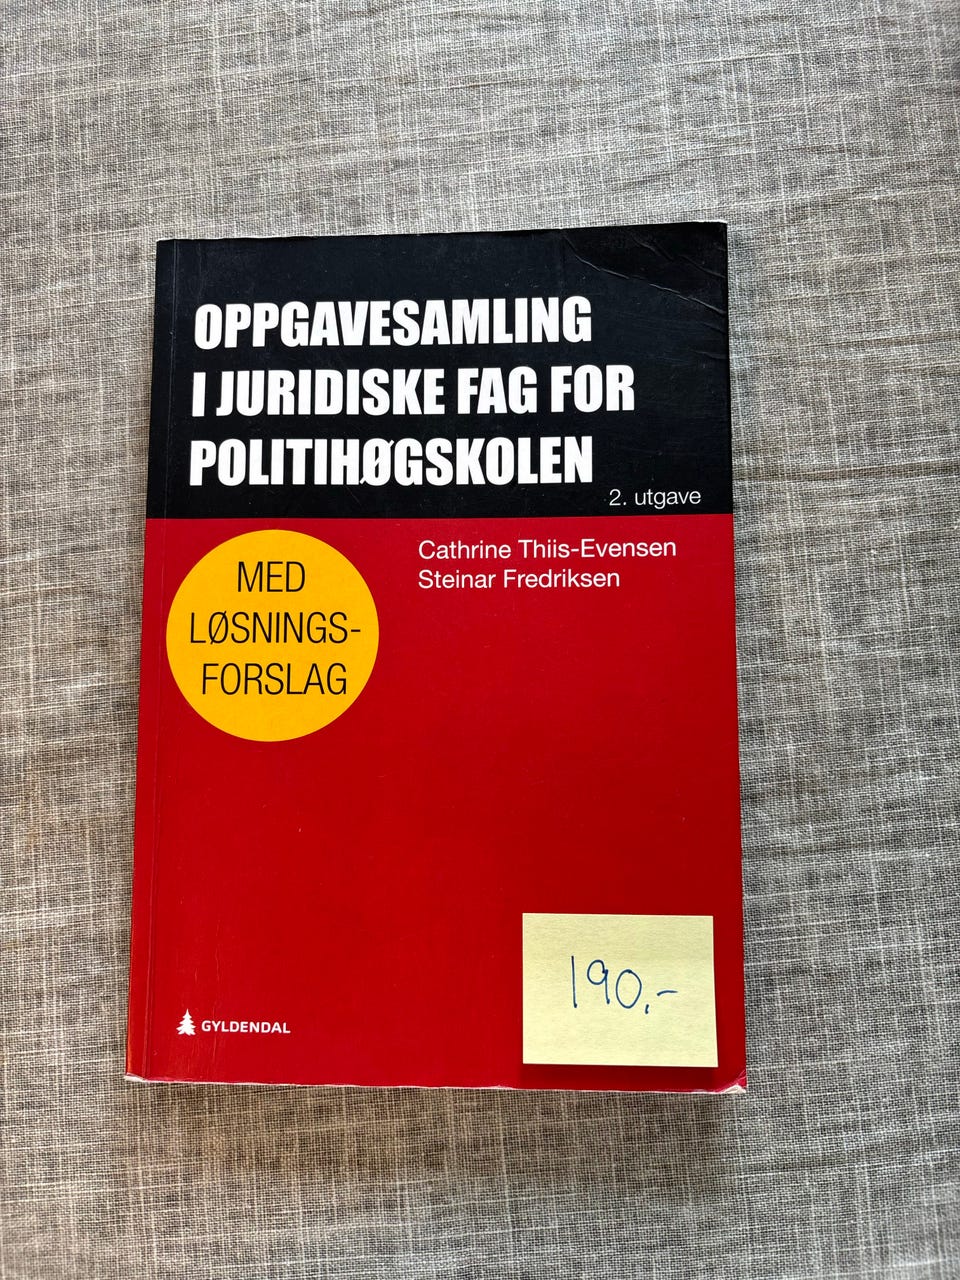 OPPGAVESAMLING
I JURIDISKE FAG FOR
POLITIHØGSKOLEN
2. utgave
Cathrine Thiis-Evensen
Steinar Fredriksen
MED
LØSNINGS-
FORSLAG
190,-
GYLDENDAL